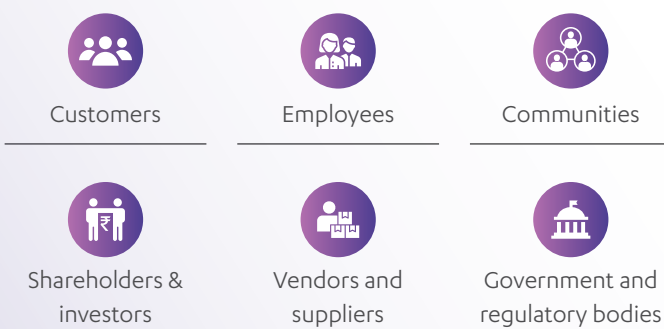 Customers
Employees
Communities
₹
Shareholders &
investors
Vendors and
suppliers
Government and
regulatory bodies